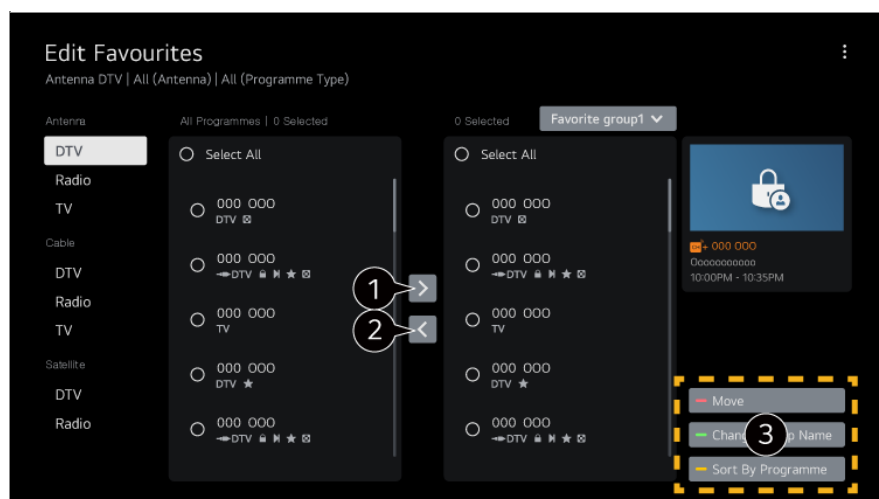 Edit Favourites
Antenna DTV | All (Antenna) | All (Programme Type)
Antenna
All Programmes | 0 Selected
0 Selected
Favorite group1
DTV
Radio
TV
Cable
DTV
Radio
TV
Satellite
DTV
Radio
Select All
000 000
DTV
000 000
DTV
000 000
TV
000 000
DTV
000 000
DTV
1
2
Select All
000 000
DTV
000 000
DTV
000 000
TV
000 000
DTV
000 000
DTV
+ 000 000
Oooooooooo
10:00PM - 10:35PM
Move
3
Name
Sort By Programme